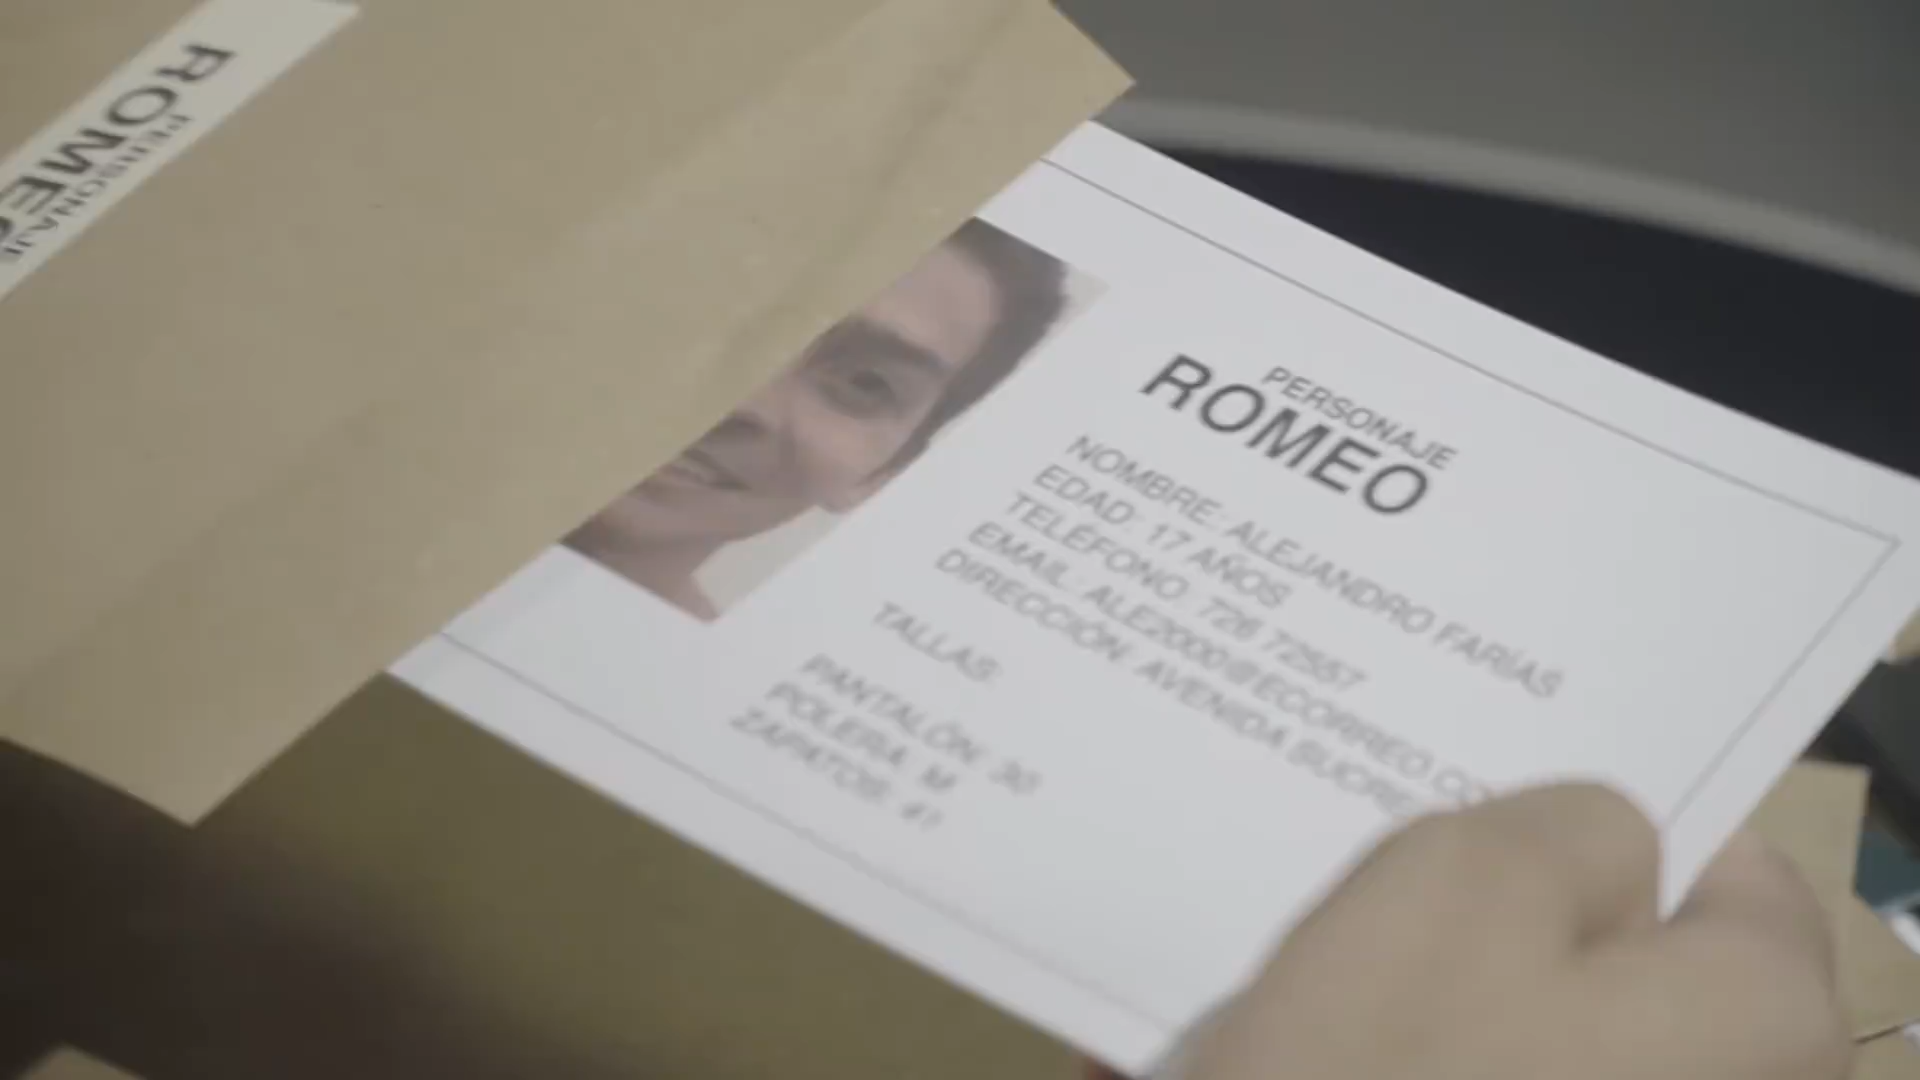 PERSONAJE
ROMEO
PERSONAJE
ROMEO
NOMBRE: ALEJANDRO FARÍAS
EDAD: 17 AÑOS
TELÉFONO: 726 72557
EMAIL: ALE2000@ECORREO.CO
DIRECCIÓN: AVENIDA SUCRE
TALLAS:
PANTALÓN: 30
POLERA: M
ZAPATOS: 41